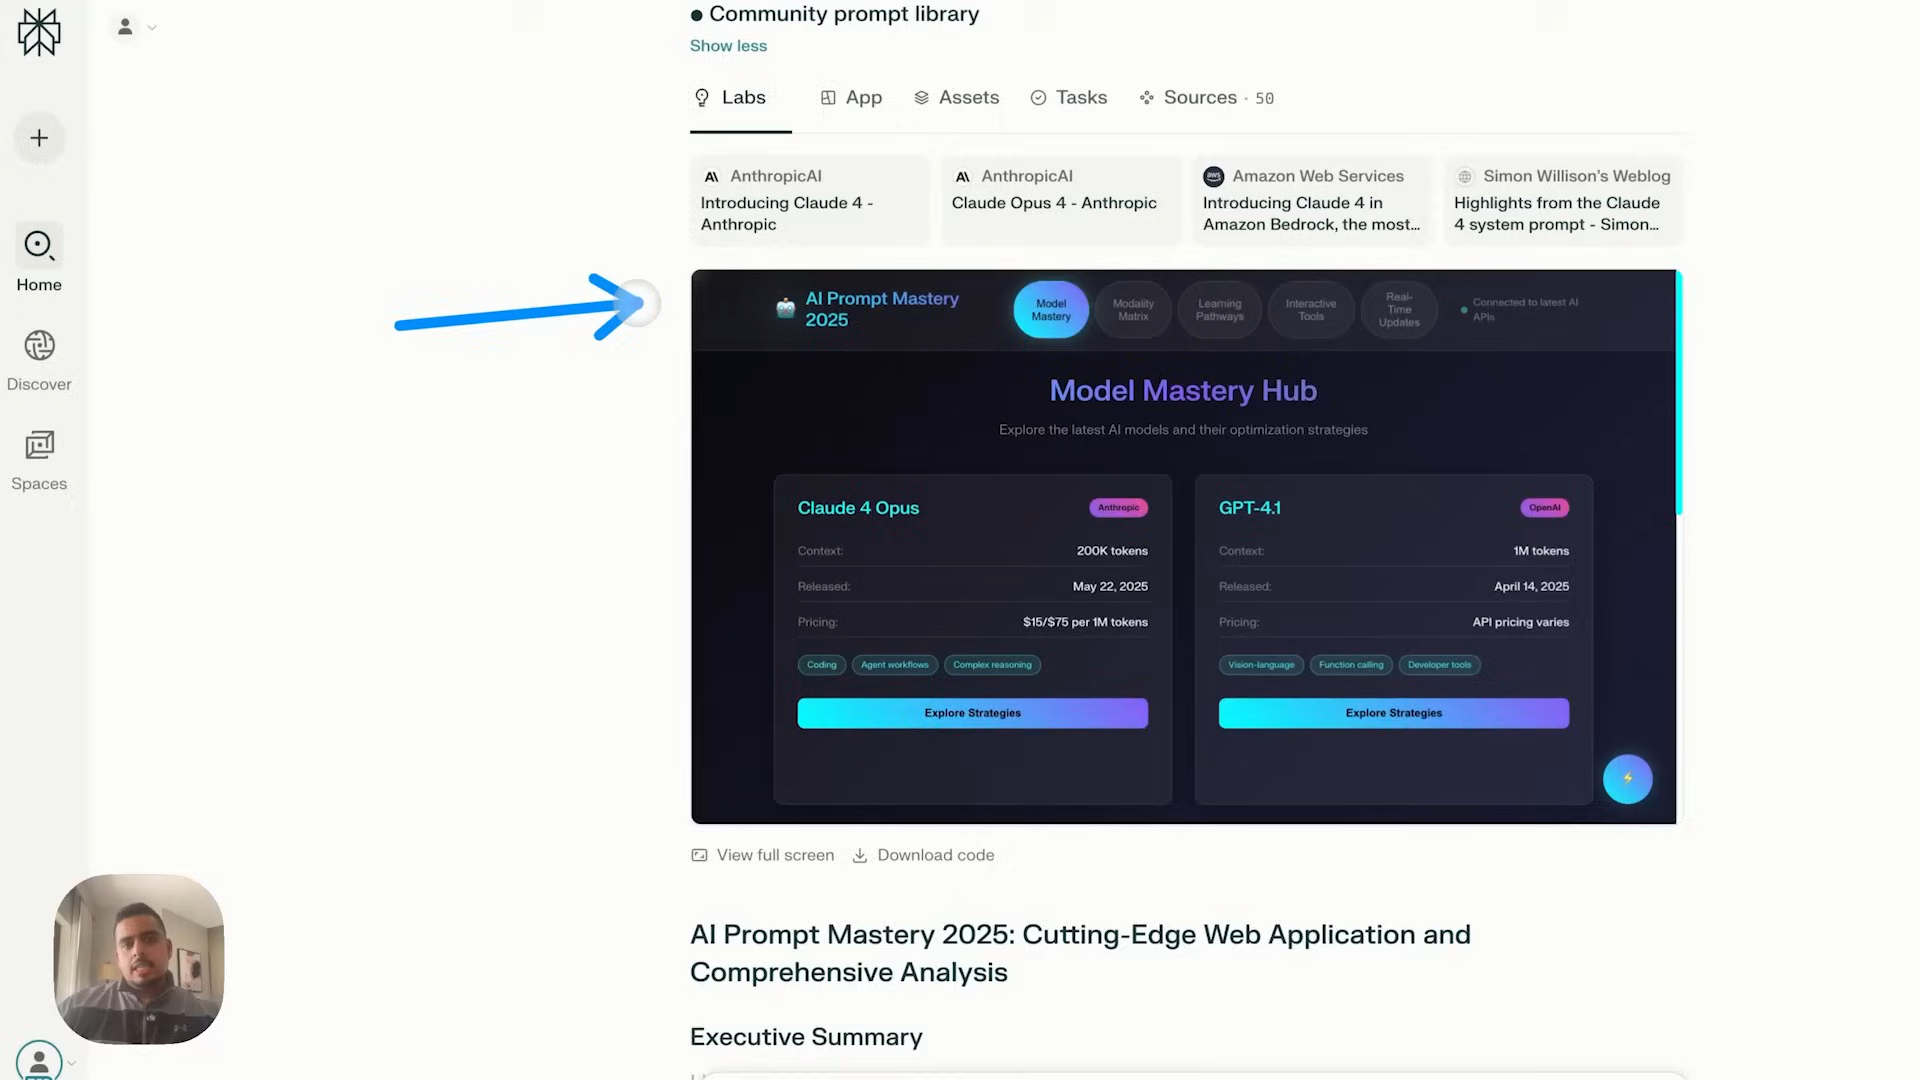 ● Community prompt library
Show less
Labs
App
Assets
Tasks
Sources · 50
AnthropicAI
Introducing Claude 4 -
Anthropic
AnthropicAI
Claude Opus 4 - Anthropic
aws
Amazon Web Services
Introducing Claude 4 in
Amazon Bedrock, the most...
Simon Willison's Weblog
Highlights from the Claude
4 system prompt - Simon...
Home
Discover
Spaces
AI Prompt Mastery
2025
Model
Mastery
Modality
Matrix
Learning
Pathways
Interactive
Tools
Real-
Time
Updates
Connected to latest AI
APIs
Model Mastery Hub
Explore the latest AI models and their optimization strategies
Claude 4 Opus
Anthropic
Context:
200K tokens
Released:
May 22, 2025
Pricing:
$15/$75 per 1M tokens
Coding
Agent workflows
Complex reasoning
Explore Strategies
GPT-4.1
OpenAI
Context:
1M tokens
Released:
April 14, 2025
Pricing:
API pricing varies
Vision-language
Function calling
Developer tools
Explore Strategies
View full screen
Download code
AI Prompt Mastery 2025: Cutting-Edge Web Application and
Comprehensive Analysis
Executive Summary